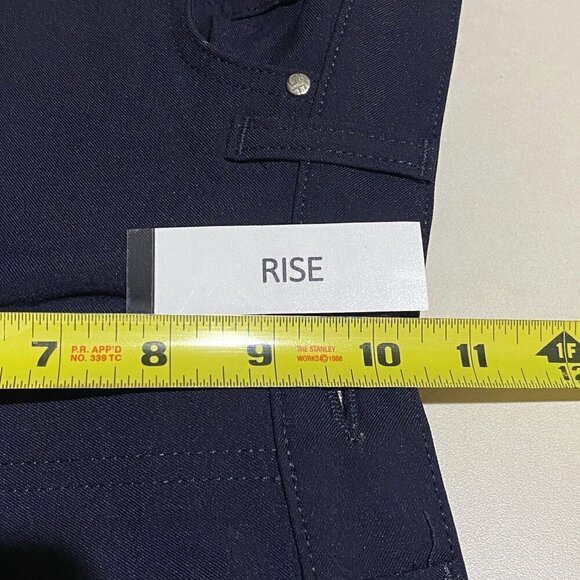 RISE
7 P.R. APP'D NO. 339 TC 8 9 THE STANLEY WORKS©1988 10 11 1F 12